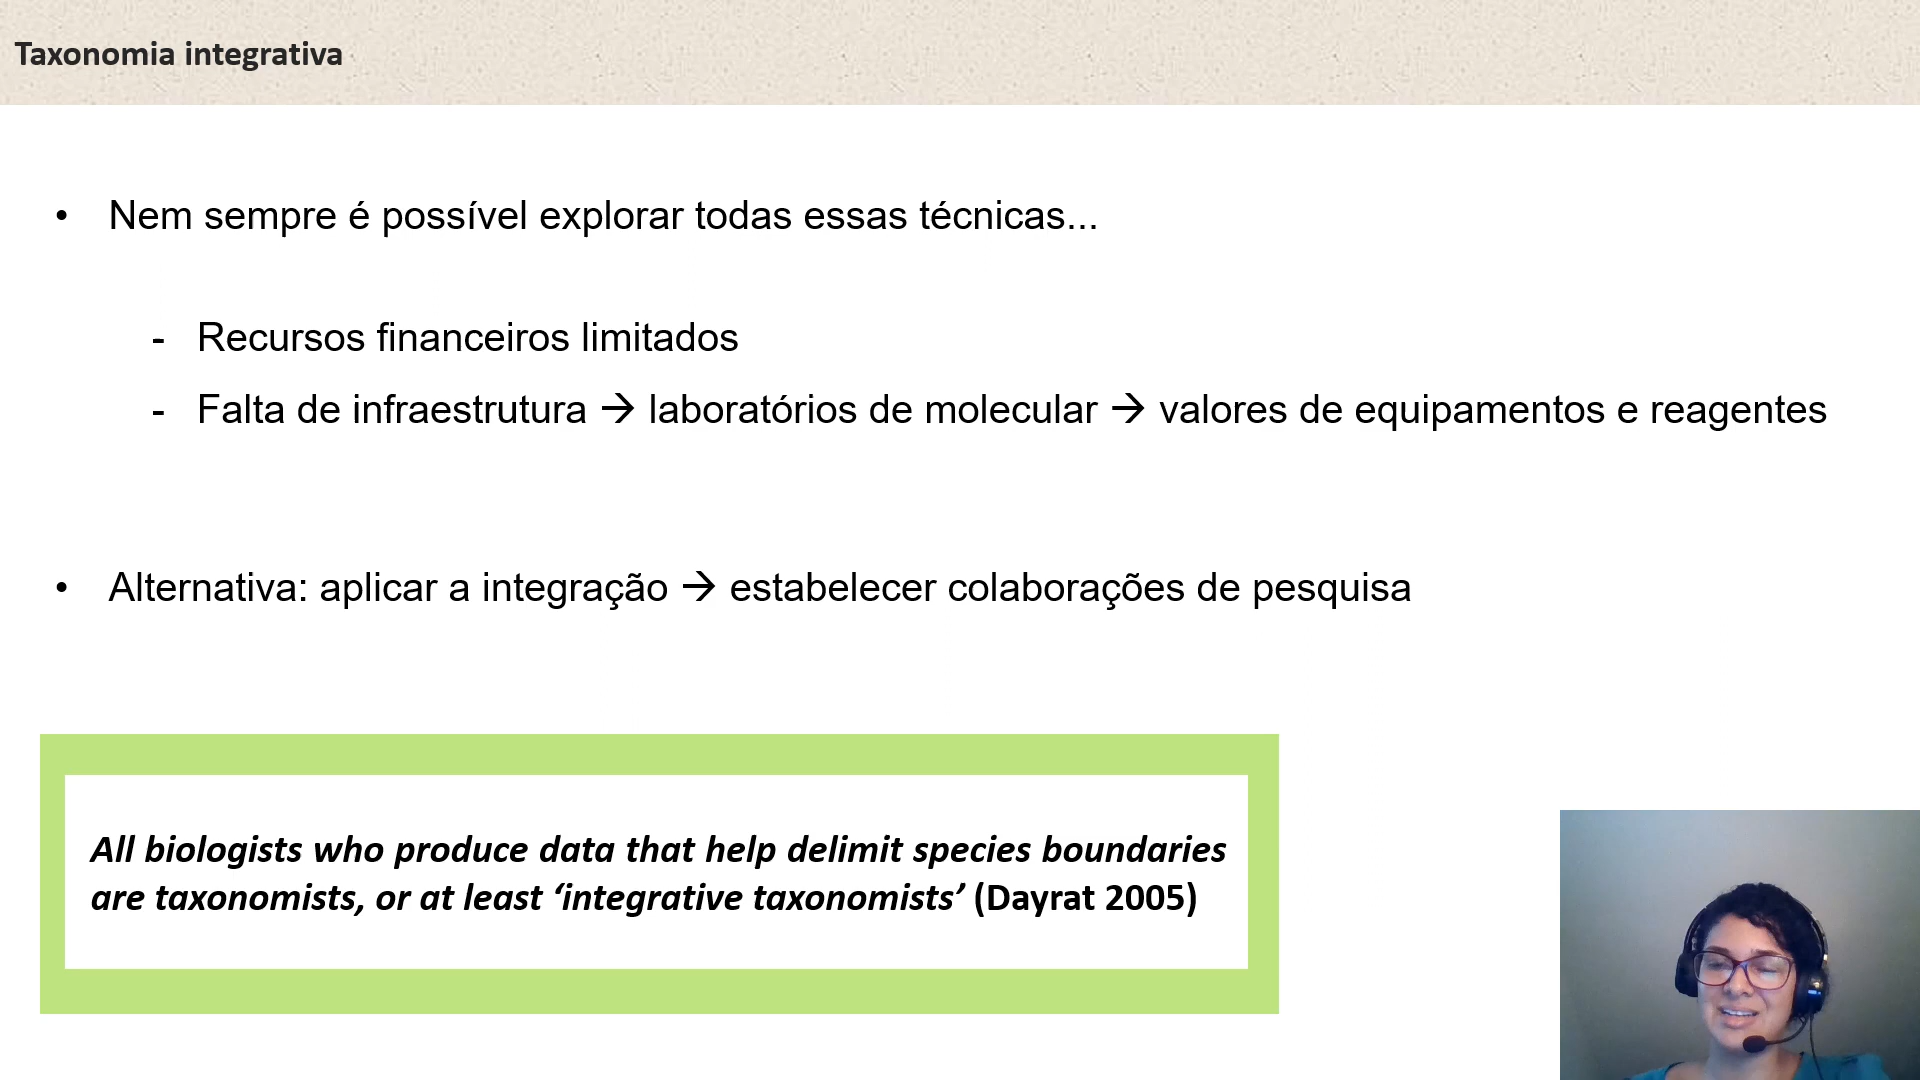 Taxonomia integrativa
• Nem sempre é possível explorar todas essas técnicas...
- Recursos financeiros limitados
- Falta de infraestrutura → laboratórios de molecular → valores de equipamentos e reagentes
• Alternativa: aplicar a integração → estabelecer colaborações de pesquisa
All biologists who produce data that help delimit species boundaries
are taxonomists, or at least ‘integrative taxonomists’ (Dayrat 2005)